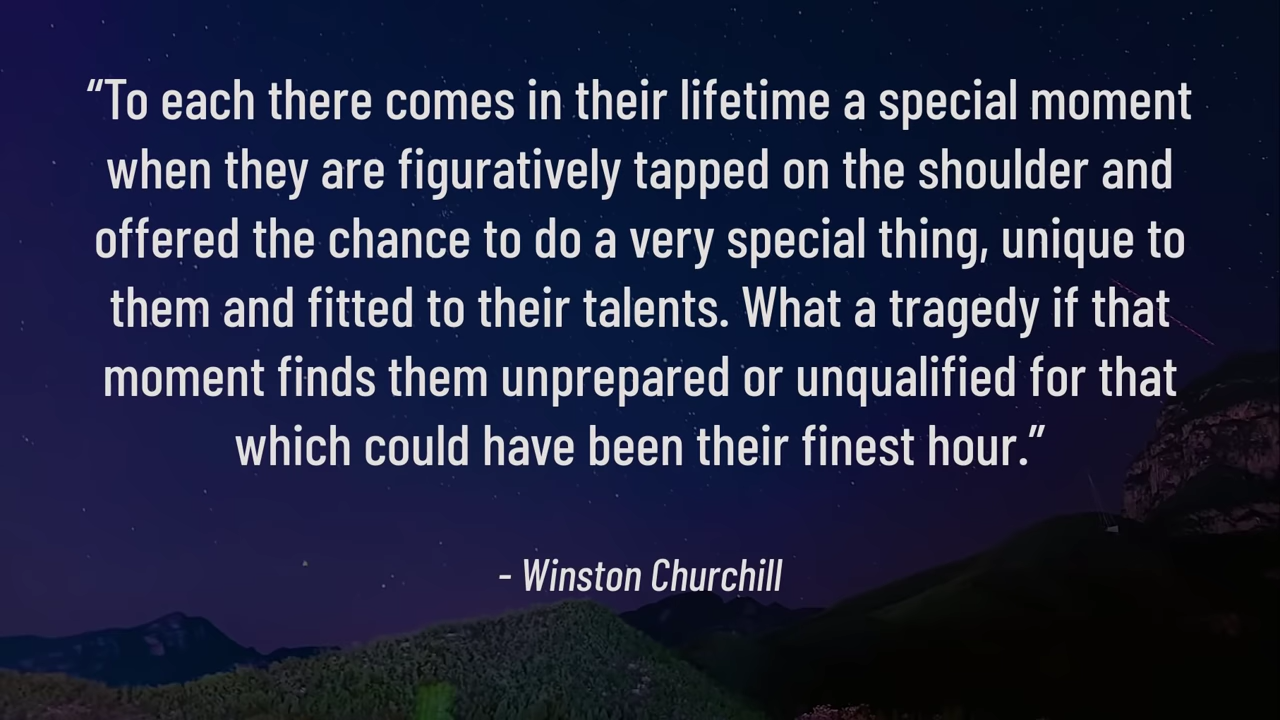 “To each there comes in their lifetime a special moment
when they are figuratively tapped on the shoulder and
offered the chance to do a very special thing, unique to
them and fitted to their talents. What a tragedy if that
moment finds them unprepared or unqualified for that
which could have been their finest hour.”
- Winston Churchill